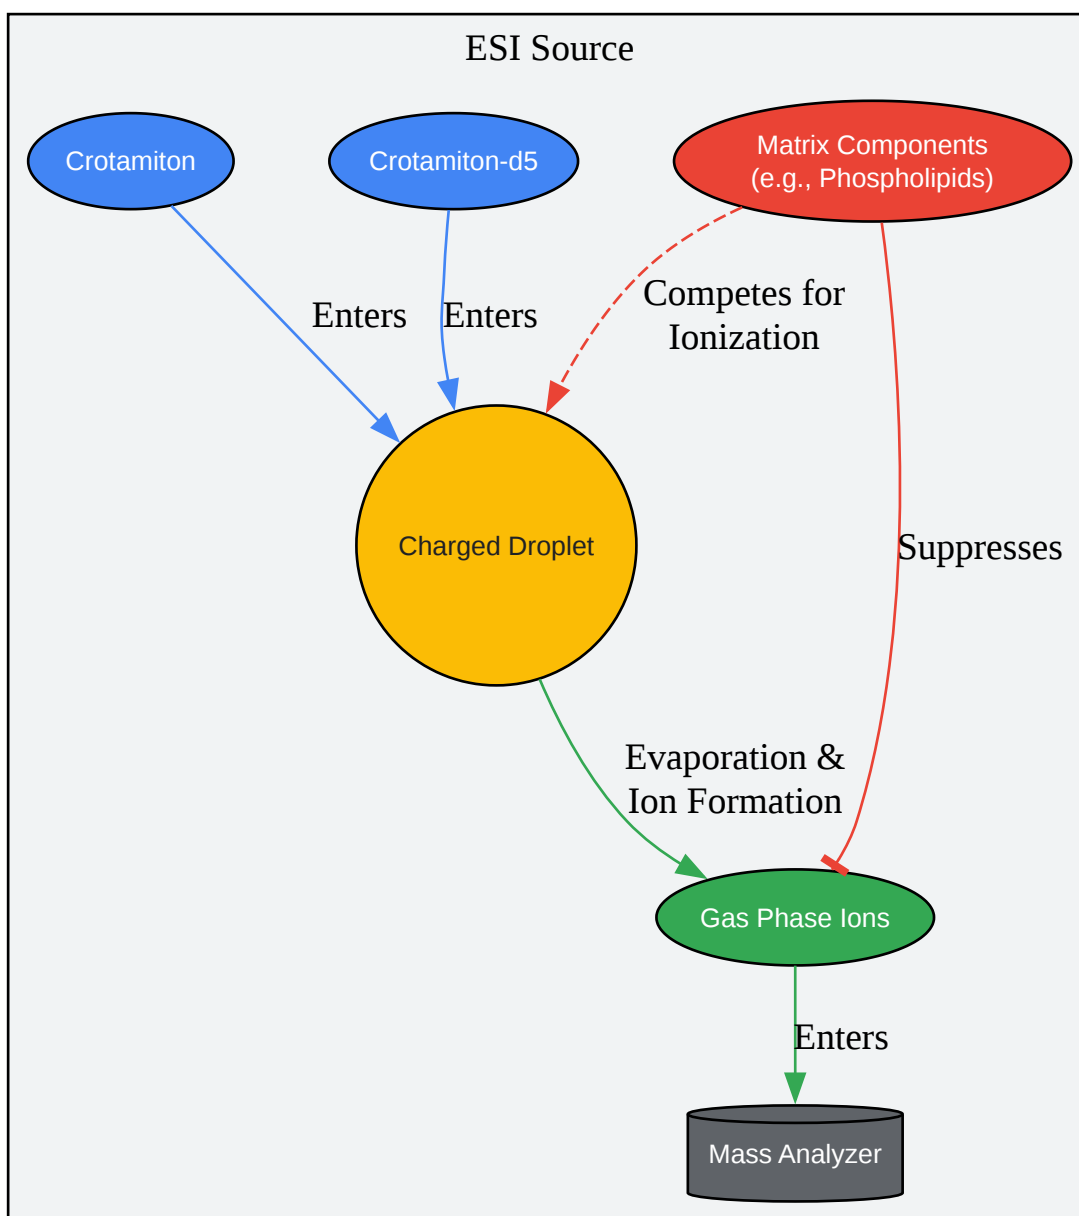 ESI Source
Crotamiton
Crotamiton-d5
Matrix Components
(e.g., Phospholipids)
Enters
Enters
Competes for
Ionization
Charged Droplet
Suppresses
Evaporation &
Ion Formation
Gas Phase Ions
Enters
Mass Analyzer